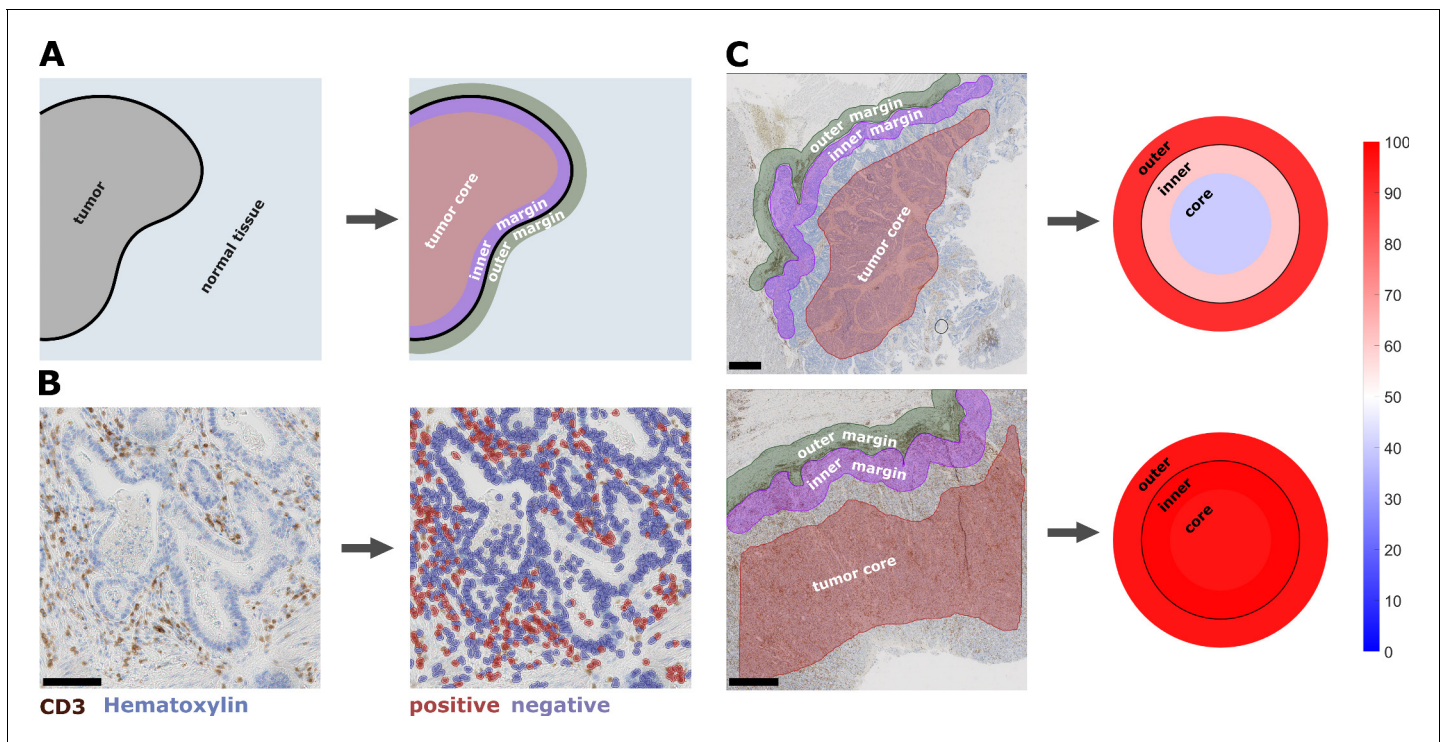 A
tumor
normal tissue
tumor core
inner margin
outer margin
B
CD3 Hematoxylin
positive negative
C
outer margin
inner margin
tumor core
outer
inner
core
outer margin
inner margin
tumor core
outer
inner
core
100
90
80
70
60
50
40
30
20
10
0